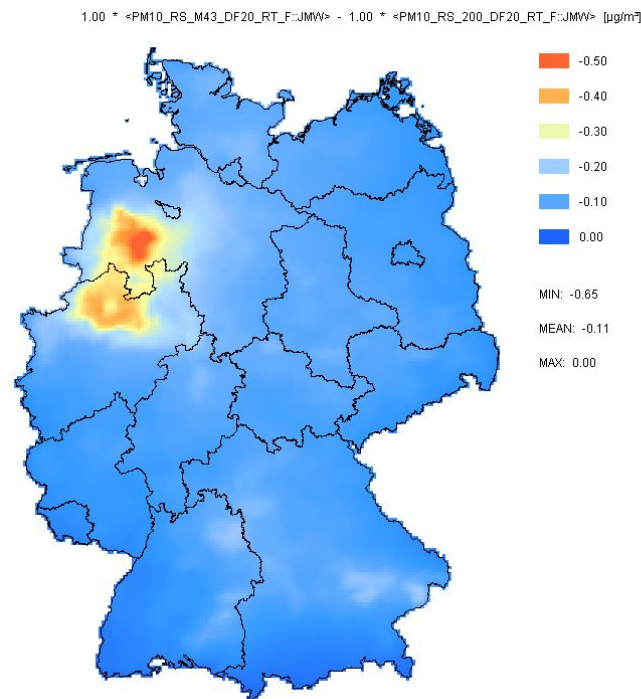 1.00 * <PM10_RS_M43_DF20_RT_F::JMW> - 1.00 * <PM10_RS_200_DF20_RT_F::JMW> [µg/m³]
-0.50
-0.40
-0.30
-0.20
-0.10
0.00
MIN: -0.65
MEAN: -0.11
MAX: 0.00